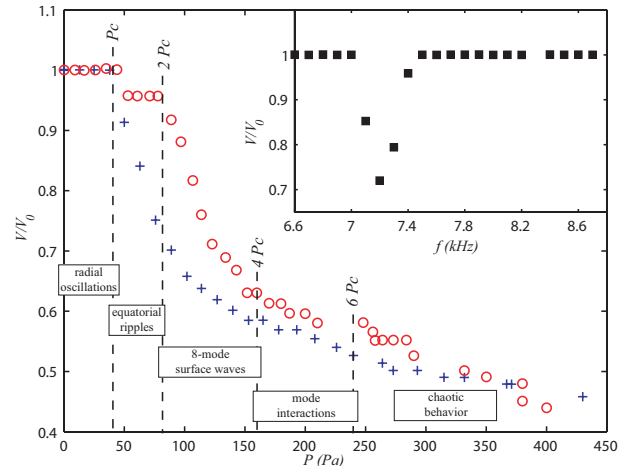 1.1
1
0.9
0.8
0.7
0.6
0.5
0.4
V/V0
0
50
100
150
200
250
300
350
400
450
P (Pa)
Pc
2 Pc
4 Pc
6 Pc
radial
oscillations
equatorial
ripples
8-mode
surface waves
mode
interactions
chaotic
behavior
1
0.9
0.8
0.7
V/V0
6.6
7
7.4
7.8
8.2
8.6
f (kHz)